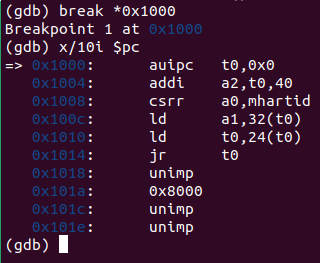 (gdb) break *0x1000
Breakpoint 1 at 0x1000
(gdb) x/10i $pc
=> 0x1000: auipc t0,0x0
0x1004: addi a2,t0,40
0x1008: csrr a0,mhartid
0x100c: ld a1,32(t0)
0x1010: ld t0,24(t0)
0x1014: jr t0
0x1018: unimp
0x101a: 0x8000
0x101c: unimp
0x101e: unimp
(gdb)